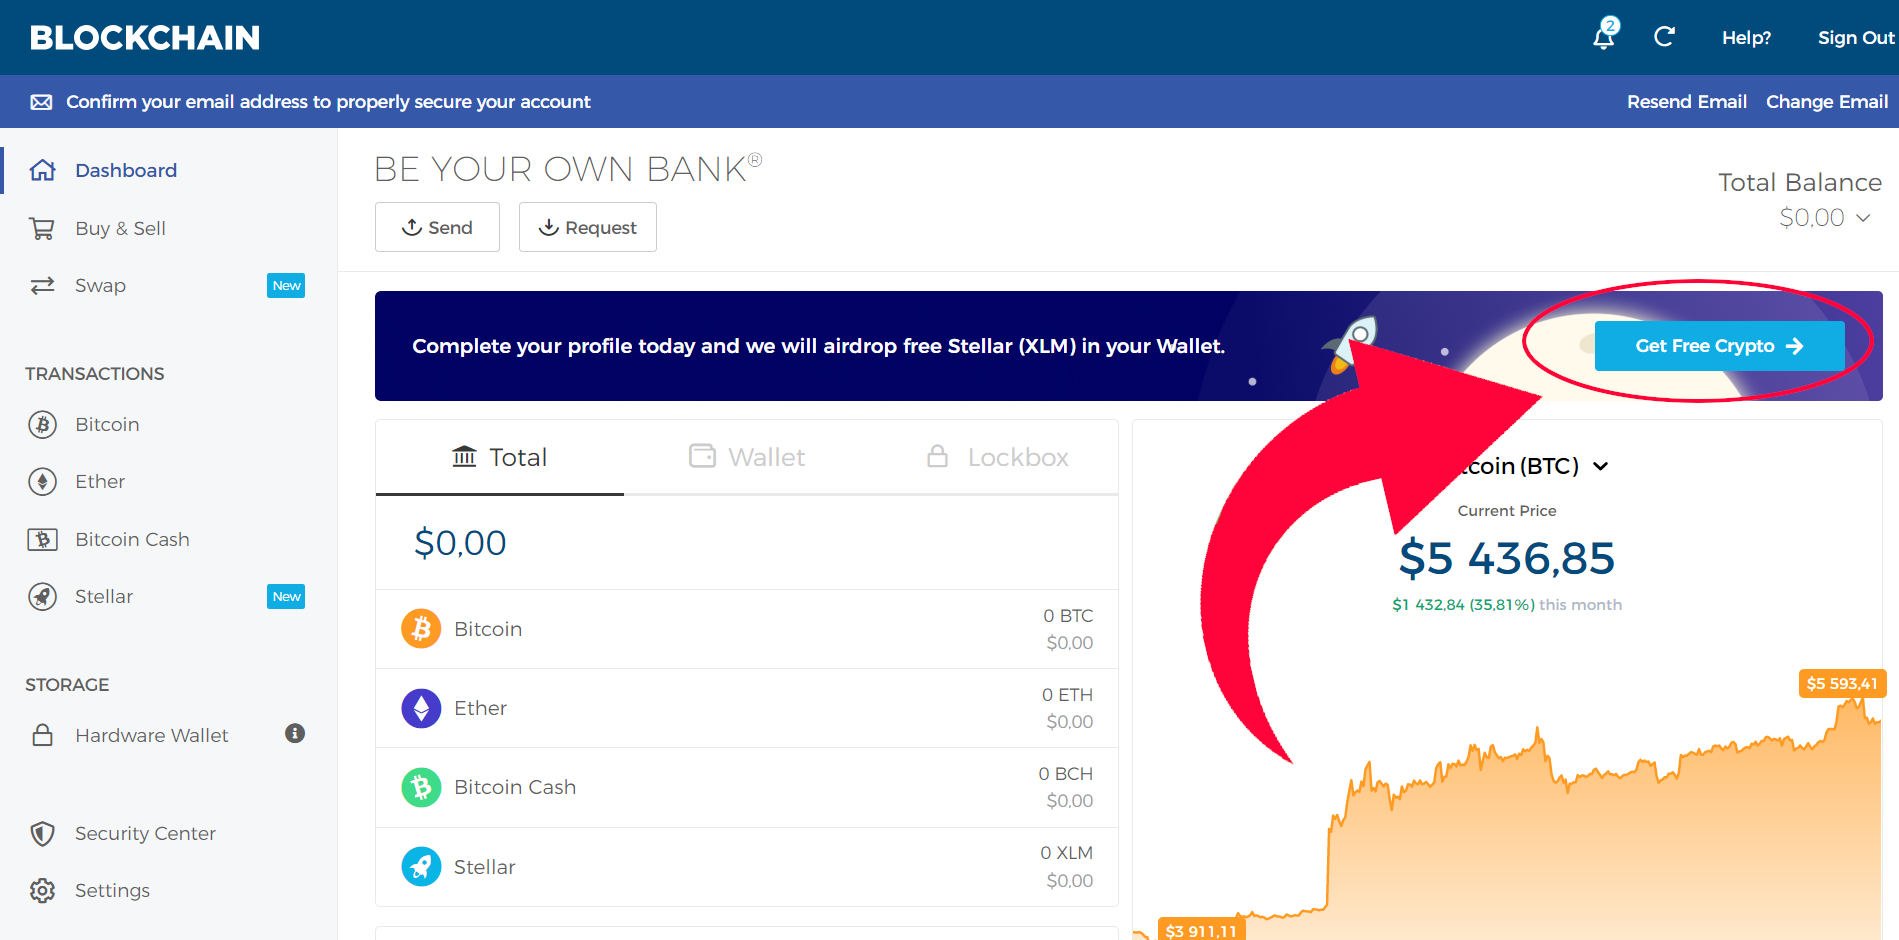 BLOCKCHAIN
2
Help?
Sign Out
Confirm your email address to properly secure your account
Resend Email
Change Email
Dashboard
Buy & Sell
Swap
New
TRANSACTIONS
Bitcoin
Ether
Bitcoin Cash
Stellar
New
STORAGE
Hardware Wallet
Security Center
Settings
BE YOUR OWN BANK®
Send
Request
Total Balance
$0,00
Complete your profile today and we will airdrop free Stellar (XLM) in your Wallet.
Get Free Crypto
Total
Wallet
Lockbox
$0,00
Bitcoin
0 BTC
$0,00
Ether
0 ETH
$0,00
Bitcoin Cash
0 BCH
$0,00
Stellar
0 XLM
$0,00
(BTC)
Current Price
$5 436,85
$1 432,84 (35,81%) this month
$5 593,41
$3 911,11